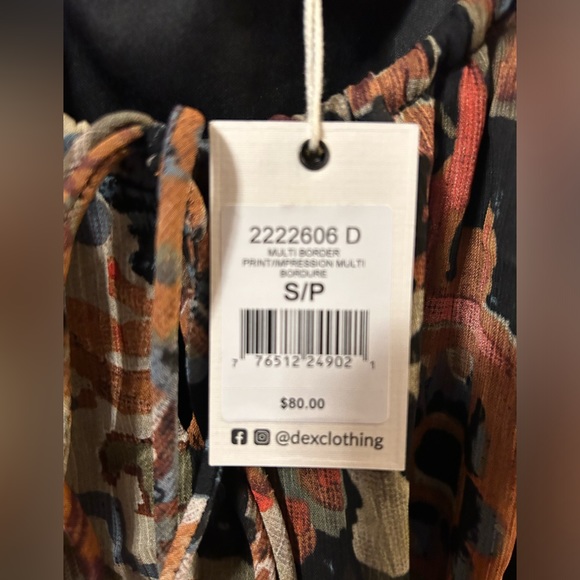 2222606 D
MULTI BORDER
PRINT/IMPRESSION MULTI
BORDURE
S/P
7 76512 24902 1
$80.00
@dexclothing